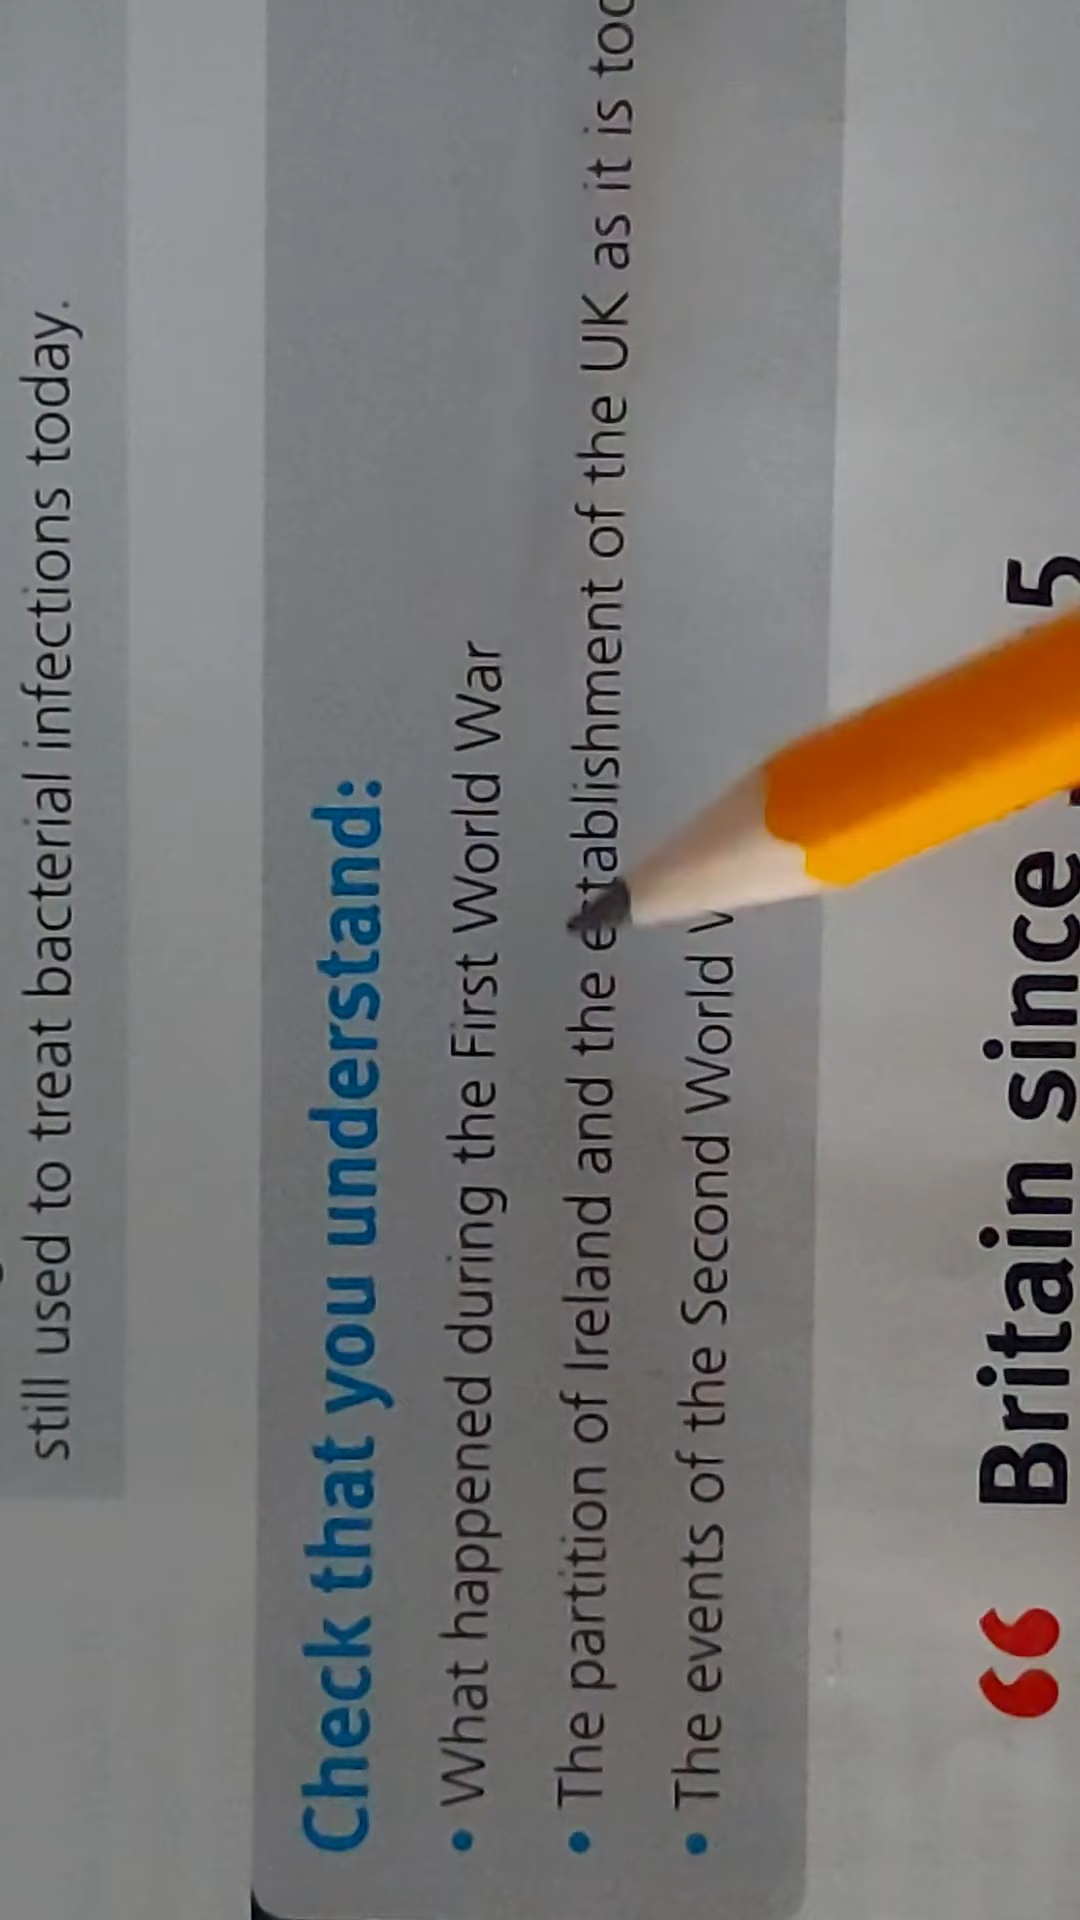 still used to treat bacterial infections today.
Check that you understand:
• What happened during the First World War
• The partition of Ireland and the establishment of the UK as it is
• The events of the Second World
“ Britain since